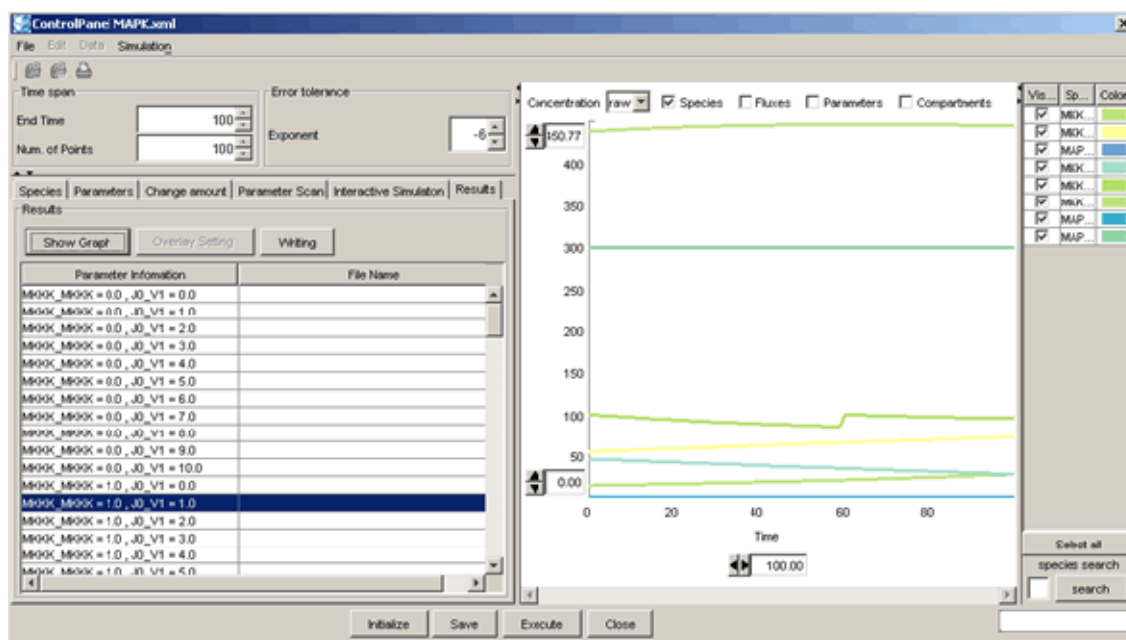 ControlPanel MAPK.xml
File Edit Data Simulation
Time span
End Time 100
Num. of Points 100
Error tolerance
Exponent -6
Species Parameters Change amount Parameter Scan Interactive Simulaton Results
Results
Show Graph Overlay Setting Writing
Parameter Infomation File Name
MKKK_MKKK = 0.0 , J0_V1 = 0.0
MKKK_MKKK = 0.0 , J0_V1 = 1.0
MKKK_MKKK = 0.0 , J0_V1 = 2.0
MKKK_MKKK = 0.0 , J0_V1 = 3.0
MKKK_MKKK = 0.0 , J0_V1 = 4.0
MKKK_MKKK = 0.0 , J0_V1 = 5.0
MKKK_MKKK = 0.0 , J0_V1 = 6.0
MKKK_MKKK = 0.0 , J0_V1 = 7.0
MKKK_MKKK = 0.0 , J0_V1 = 8.0
MKKK_MKKK = 0.0 , J0_V1 = 9.0
MKKK_MKKK = 0.0 , J0_V1 = 10.0
MKKK_MKKK = 1.0 , J0_V1 = 0.0
MKKK_MKKK = 1.0 , J0_V1 = 1.0
MKKK_MKKK = 1.0 , J0_V1 = 2.0
MKKK_MKKK = 1.0 , J0_V1 = 3.0
MKKK_MKKK = 1.0 , J0_V1 = 4.0
MKKK_MKKK = 1.0 , J0_V1 = 5.0
Concentration raw Species Fluxes Parameters Compartments
450.77
400
350
300
250
200
150
100
50
0.00
0 20 40 60 80
Time
100.00
Vis... Sp... Color
MKK...
MKK...
MAP...
MKK...
MKK...
MKK...
MAP...
MAP...
Select all
species search
search
Initialize Save Execute Close